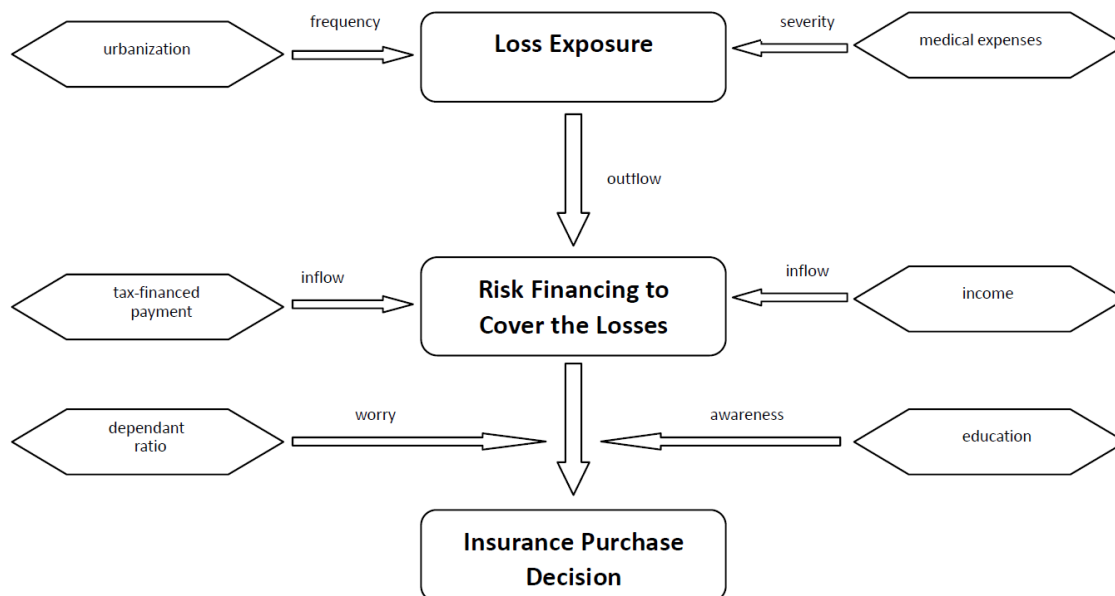 frequency
severity
urbanization
Loss Exposure
medical expenses
outflow
inflow
inflow
tax-financed
payment
Risk Financing to
Cover the Losses
income
worry
awareness
dependant
ratio
education
Insurance Purchase
Decision